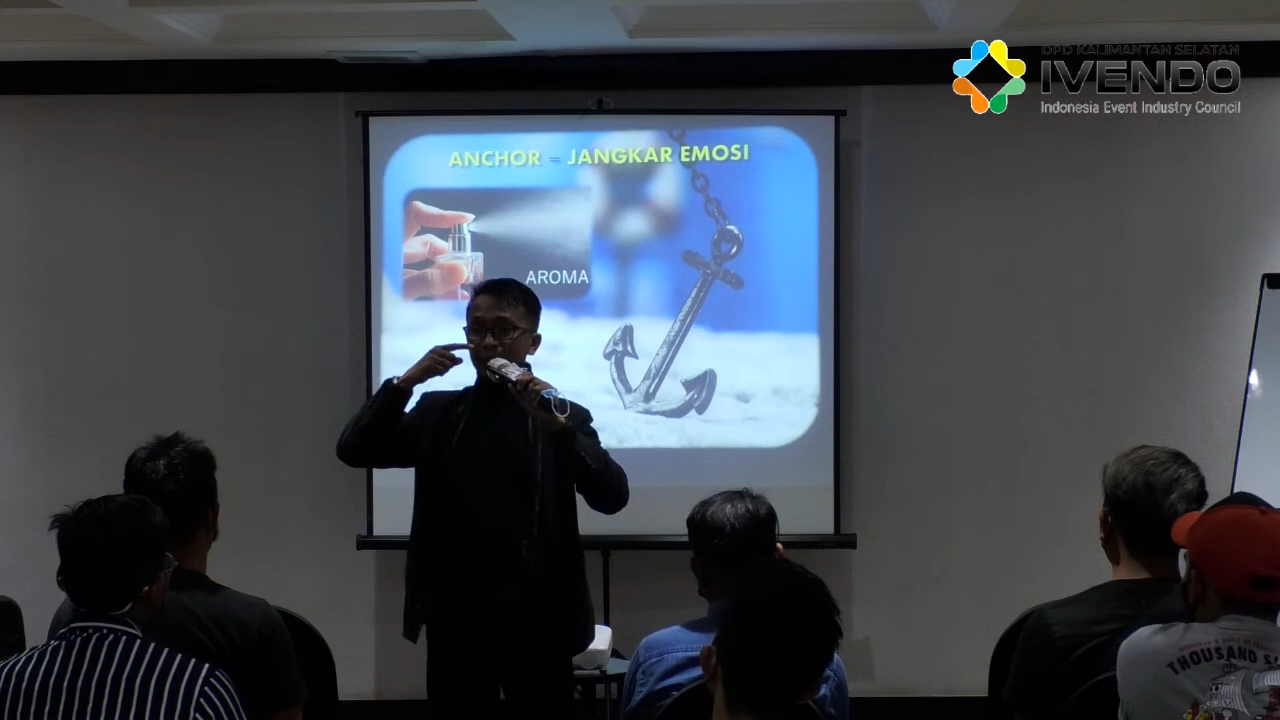 DPD KALIMANTAN SELATAN
IVENDO
Indonesia Event Industry Council
ANCHOR = JANGKAR EMOSI
AROMA
THOUSAND